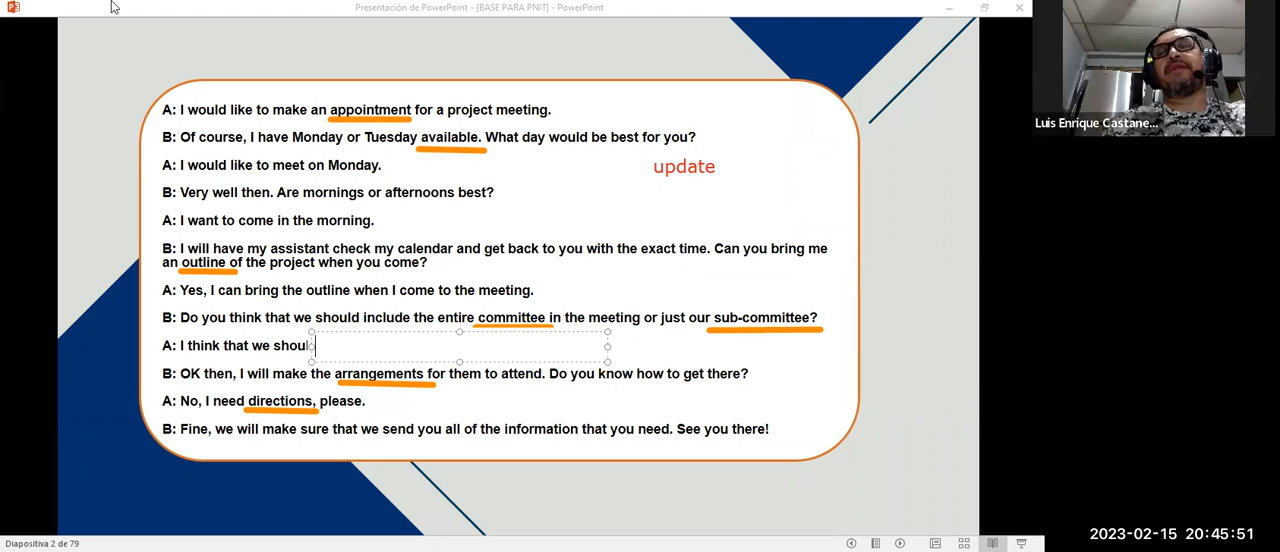 Presentación de PowerPoint - [BASE PARA PNIT] - PowerPoint
A: I would like to make an appointment for a project meeting.
B: Of course, I have Monday or Tuesday available. What day would be best for you?
A: I would like to meet on Monday.
update
B: Very well then. Are mornings or afternoons best?
A: I want to come in the morning.
B: I will have my assistant check my calendar and get back to you with the exact time. Can you bring me
an outline of the project when you come?
A: Yes, I can bring the outline when I come to the meeting.
B: Do you think that we should include the entire committee in the meeting or just our sub-committee?
A: I think that we shoul
B: OK then, I will make the arrangements for them to attend. Do you know how to get there?
A: No, I need directions, please.
B: Fine, we will make sure that we send you all of the information that you need. See you there!
Luis Enrique Castane...
Diapositiva 2 de 79
2023-02-15 20:45:51